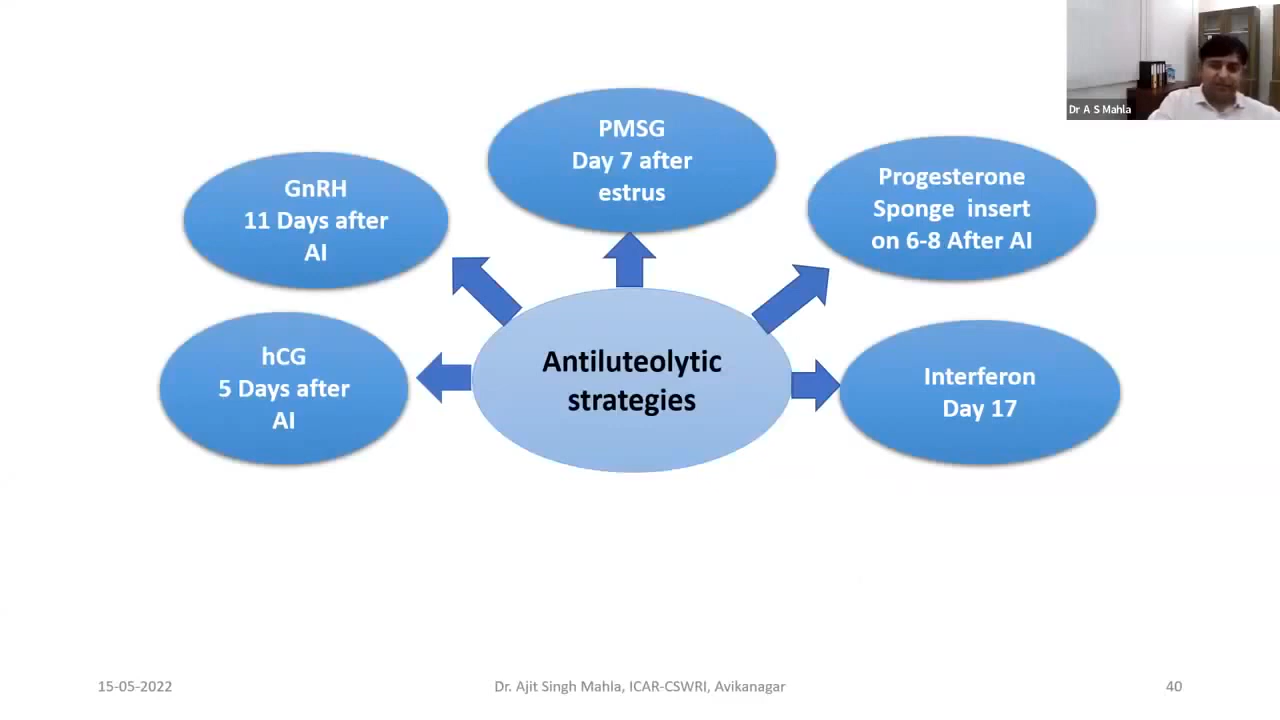 Dr A S Mahla
PMSG
Day 7 after
estrus
GnRH
11 Days after
AI
Progesterone
Sponge insert
on 6-8 After AI
hCG
5 Days after
AI
Antiluteolytic
strategies
Interferon
Day 17
15-05-2022
Dr. Ajit Singh Mahla, ICAR-CSWRI, Avikanagar
40